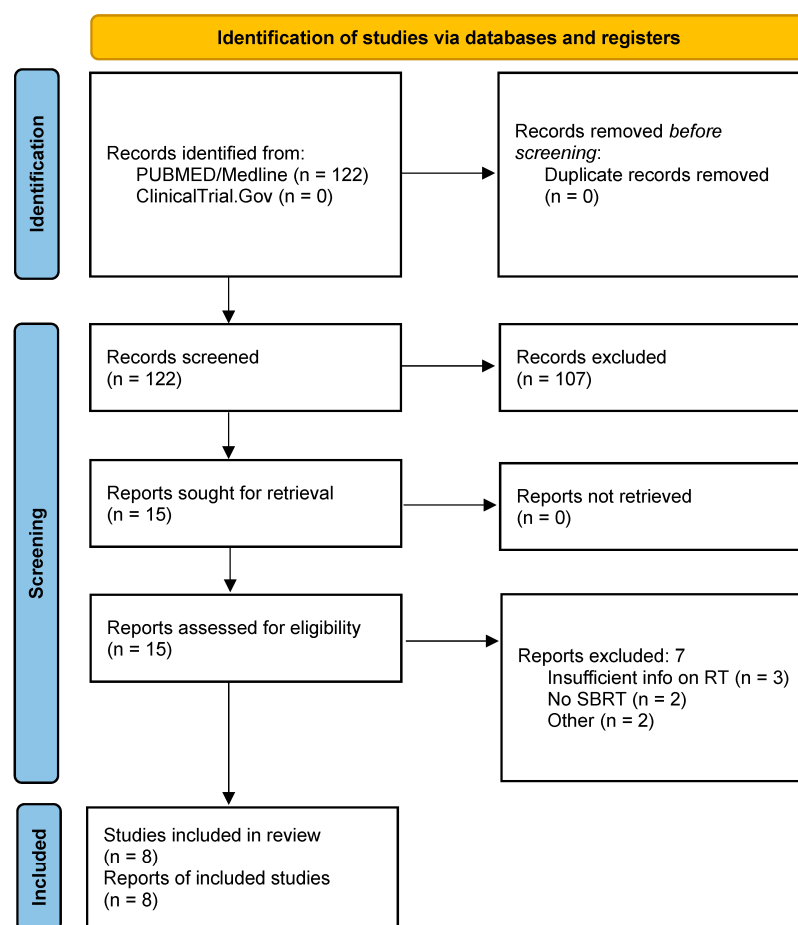 Identification of studies via databases and registers
Identification
Records identified from:
PUBMED/Medline (n = 122)
ClinicalTrial.Gov (n = 0)
Records removed before
screening:
Duplicate records removed
(n = 0)
Screening
Records screened
(n = 122)
Records excluded
(n = 107)
Reports sought for retrieval
(n = 15)
Reports not retrieved
(n = 0)
Reports assessed for eligibility
(n = 15)
Reports excluded: 7
Insufficient info on RT (n = 3)
No SBRT (n = 2)
Other (n = 2)
Included
Studies included in review
(n = 8)
Reports of included studies
(n = 8)